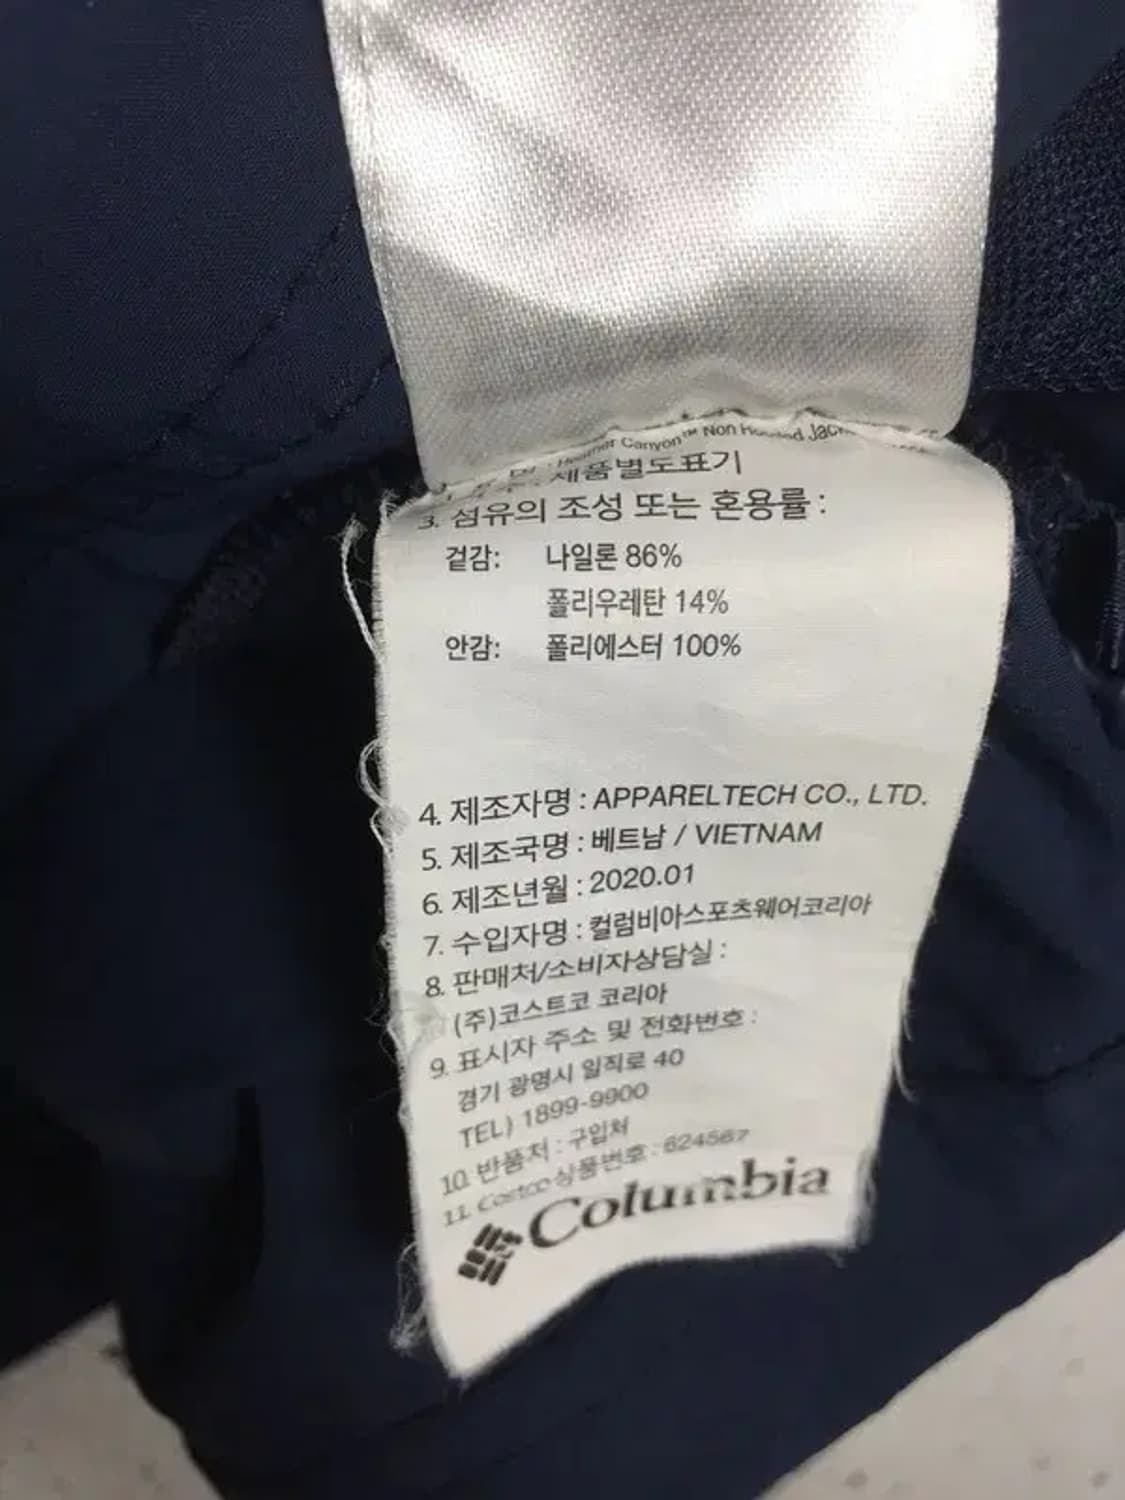 Canyon™ Non Hooded Jacket
제품별도표기
3. 섬유의 조성 또는 혼용률 :
겉감: 나일론 86%
폴리우레탄 14%
안감: 폴리에스터 100%
4. 제조자명 : APPARELTECH CO., LTD.
5. 제조국명 : 베트남 / VIETNAM
6. 제조년월 : 2020.01
7. 수입자명 : 컬럼비아스포츠웨어코리아
8. 판매처/소비자상담실 :
(주)코스트코 코리아
9. 표시자 주소 및 전화번호 :
경기 광명시 일직로 40
TEL) 1899-9900
10. 반품처 : 구입처
11. Costco 상품번호 : 624567
Columbia